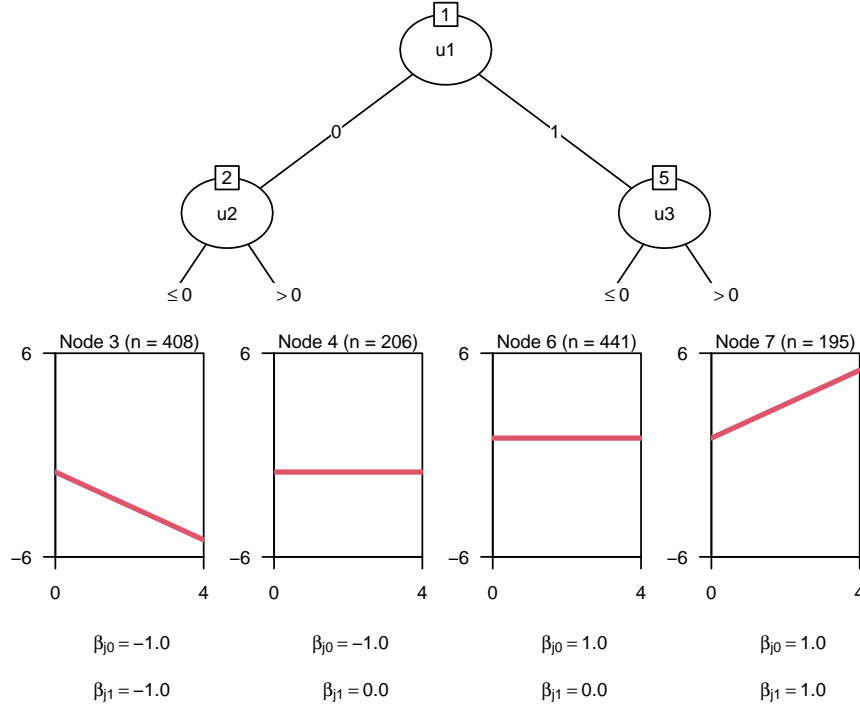 1
u1
0
1
2
u2
5
u3
≤ 0
> 0
≤ 0
> 0
Node 3 (n = 408)
Node 4 (n = 206)
Node 6 (n = 441)
Node 7 (n = 195)
6
6
6
6
−6
−6
−6
−6
0
4
0
4
0
4
0
4
βj0 = −1.0
βj0 = −1.0
βj0 = 1.0
βj0 = 1.0
βj1 = −1.0
βj1 = 0.0
βj1 = 0.0
βj1 = 1.0